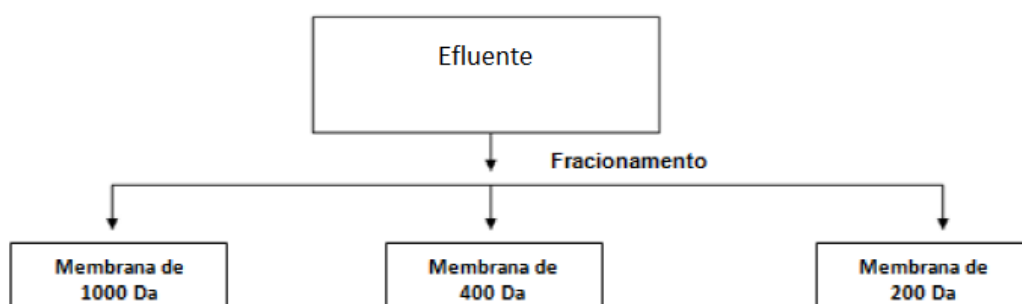 Efluente
Fracionamento
Membrana de
1000 Da
Membrana de
400 Da
Membrana de
200 Da